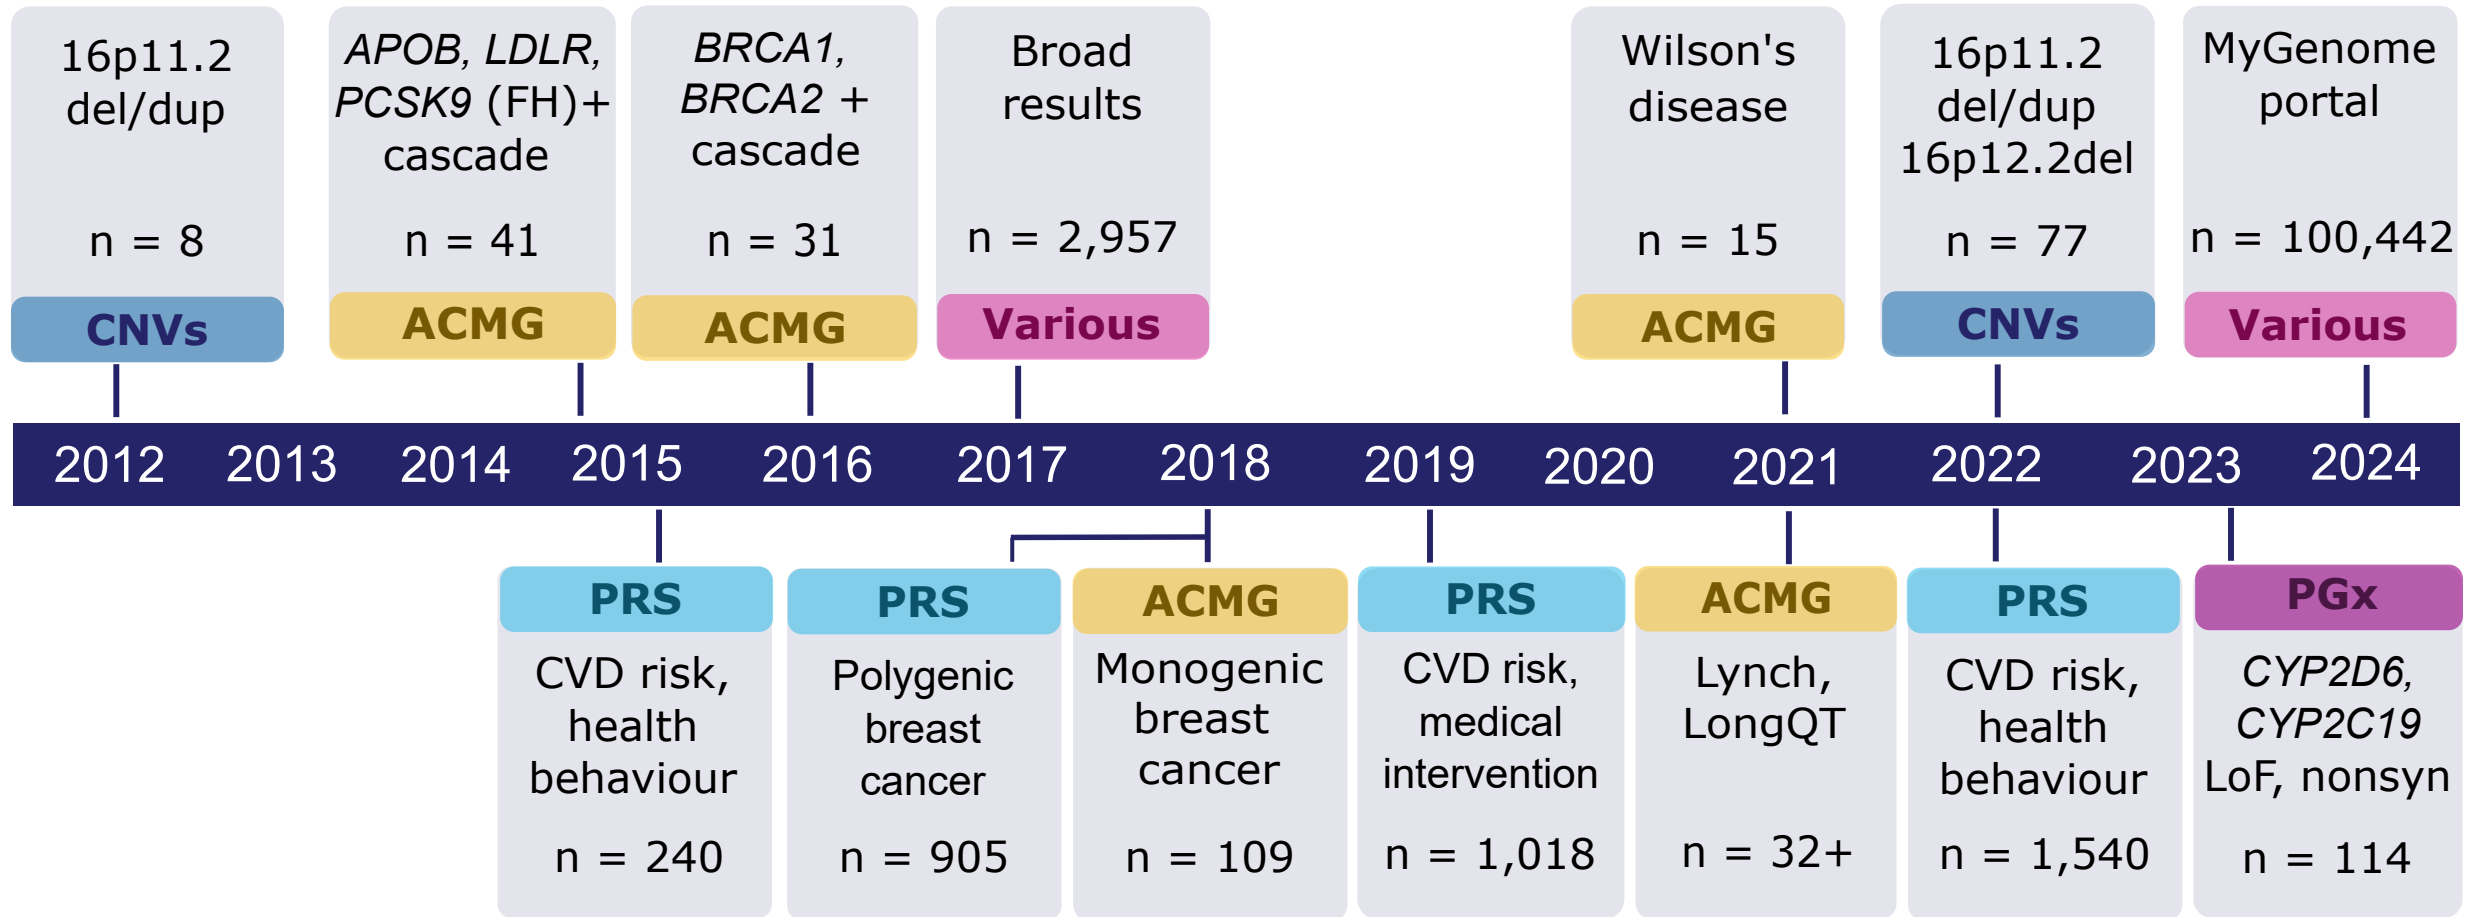 16p11.2
del/dup
n = 8
CNVs
APOB, LDLR,
PCSK9 (FH)+
cascade
n = 41
ACMG
BRCA1,
BRCA2 +
cascade
n = 31
ACMG
Broad
results
n = 2,957
Various
Wilson's
disease
n = 15
ACMG
16p11.2
del/dup
16p12.2del
n = 77
CNVs
MyGenome
portal
n = 100,442
Various
2012 2013 2014 2015 2016 2017 2018 2019 2020 2021 2022 2023 2024
PRS
CVD risk,
health
behaviour
n = 240
PRS
Polygenic
breast
cancer
n = 905
ACMG
Monogenic
breast
cancer
n = 109
PRS
CVD risk,
medical
intervention
n = 1,018
ACMG
Lynch,
LongQT
n = 32+
PRS
CVD risk,
health
behaviour
n = 1,540
PGx
CYP2D6,
CYP2C19
LoF, nonsyn
n = 114